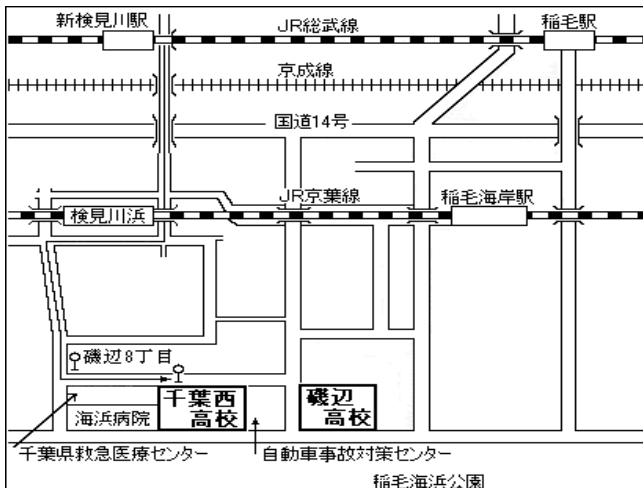 新検見川駅
JR総武線
稲毛駅
京成線
国道14号
検見川浜
JR京葉線
稲毛海岸駅
磯辺8丁目
千葉西
高校
磯辺
高校
海浜病院
千葉県救急医療センター
自動車事故対策センター
稲毛海浜公園